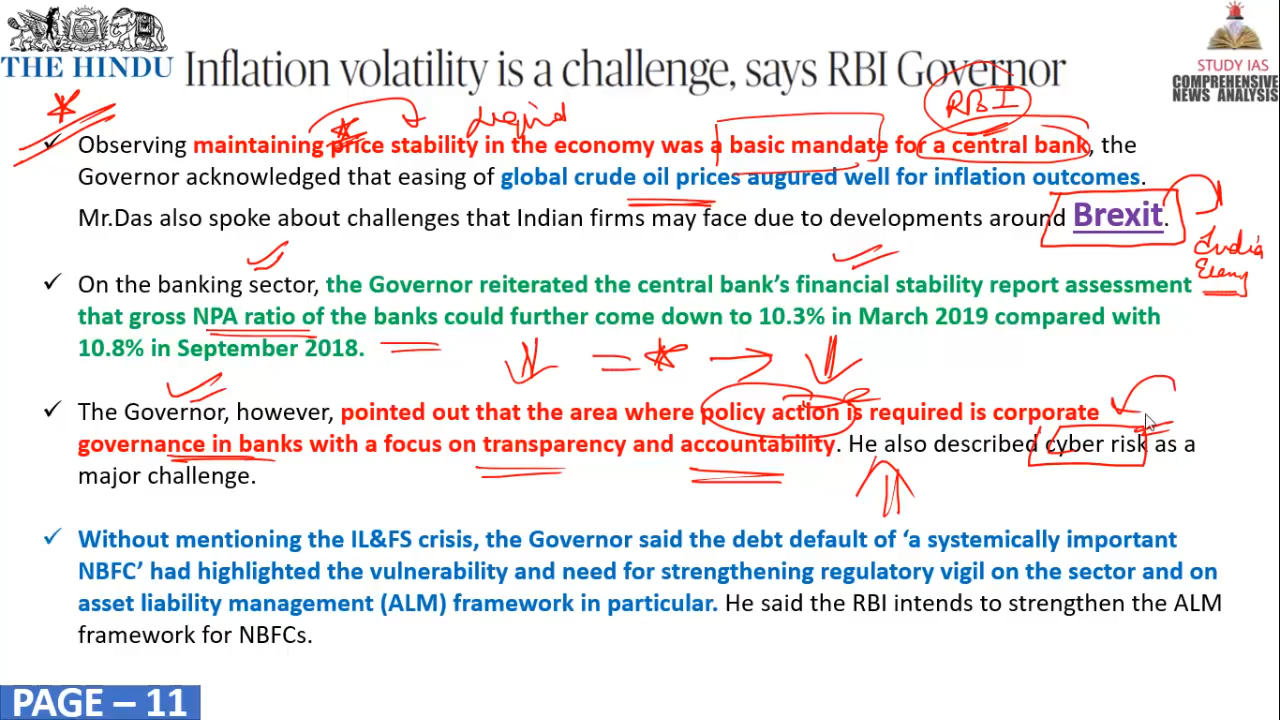 THE HINDU
Inflation volatility is a challenge, says RBI Governor
STUDY IAS
COMPREHENSIVE
NEWS ANALYSIS
RBI
✓ Observing maintaining price stability in the economy was a basic mandate for a central bank, the
Governor acknowledged that easing of global crude oil prices augured well for inflation outcomes.
Mr.Das also spoke about challenges that Indian firms may face due to developments around Brexit.
India
✓ On the banking sector, the Governor reiterated the central bank's financial stability report assessment
that gross NPA ratio of the banks could further come down to 10.3% in March 2019 compared with
10.8% in September 2018.
✓ The Governor, however, pointed out that the area where policy action is required is corporate
governance in banks with a focus on transparency and accountability. He also described cyber risk as a
major challenge.
✓ Without mentioning the IL&FS crisis, the Governor said the debt default of ‘a systemically important
NBFC’ had highlighted the vulnerability and need for strengthening regulatory vigil on the sector and on
asset liability management (ALM) framework in particular. He said the RBI intends to strengthen the ALM
framework for NBFCs.
PAGE – 11